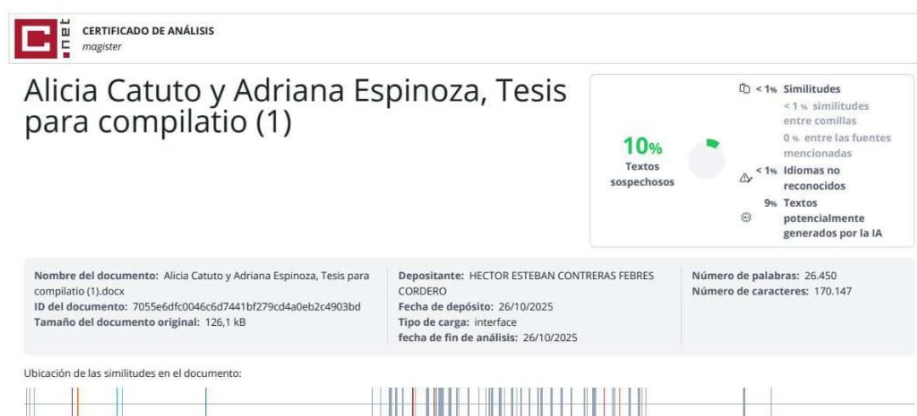 .net
CERTIFICADO DE ANÁLISIS
magister
Alicia Catuto y Adriana Espinoza, Tesis
para compilatio (1)
10%
Textos
sospechosos
< 1% Similitudes
< 1 % similitudes
entre comillas
0 % entre las fuentes
mencionadas
< 1% Idiomas no
reconocidos
9% Textos
potencialmente
generados por la IA
Nombre del documento: Alicia Catuto y Adriana Espinoza, Tesis para
compilatio (1).docx
ID del documento: 7055e6dfc0046c6d7441bf279cd4a0eb2c4903bd
Tamaño del documento original: 126,1 kB
Depositante: HECTOR ESTEBAN CONTRERAS FEBRES
CORDERO
Fecha de depósito: 26/10/2025
Tipo de carga: interface
fecha de fin de análisis: 26/10/2025
Número de palabras: 26.450
Número de caracteres: 170.147
Ubicación de las similitudes en el documento: